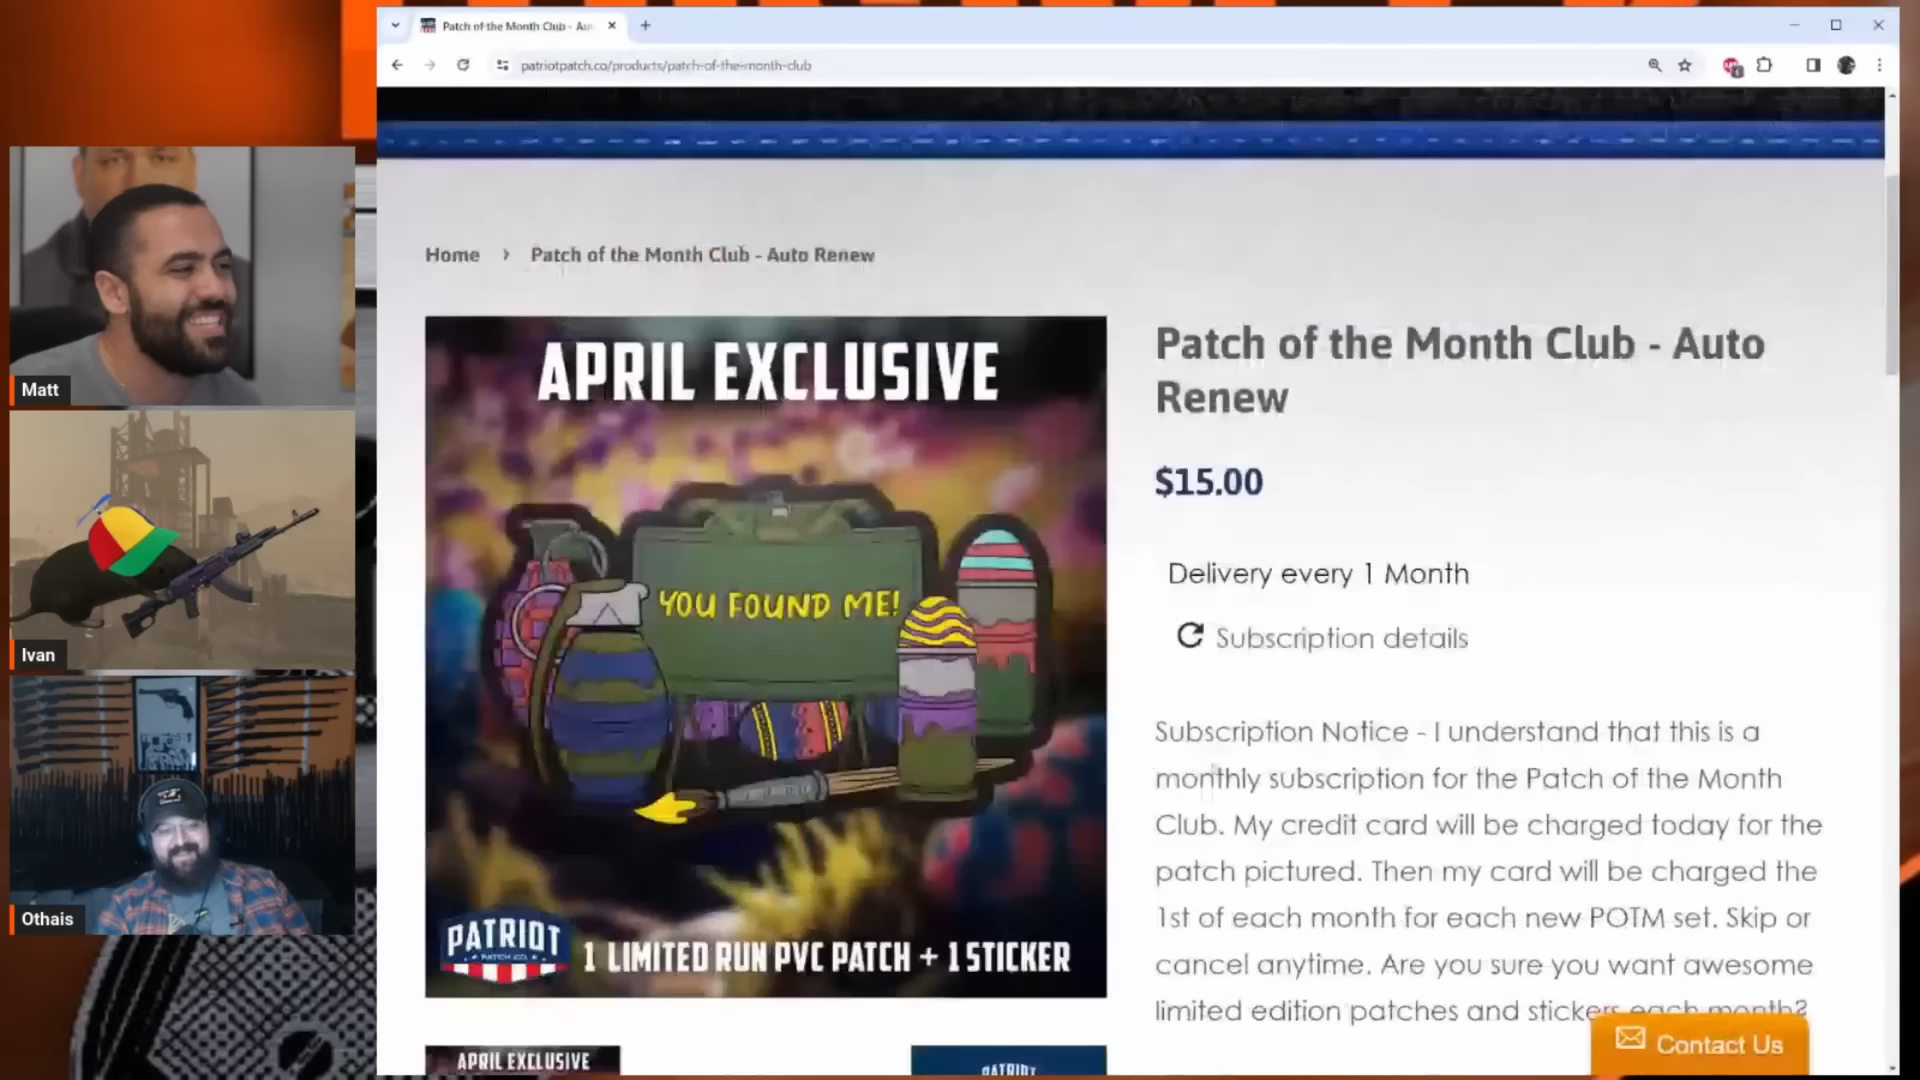 Patch of the Month Club - Au
patriotpatch.co/products/patch-of-the-month-club
Home > Patch of the Month Club - Auto Renew
APRIL EXCLUSIVE
YOU FOUND ME!
PATRIOT
PATCH CO.
1 LIMITED RUN PVC PATCH + 1 STICKER
APRIL EXCLUSIVE
PATRIOT
Patch of the Month Club - Auto
Renew
$15.00
Delivery every 1 Month
Subscription details
Subscription Notice - I understand that this is a
monthly subscription for the Patch of the Month
Club. My credit card will be charged today for the
patch pictured. Then my card will be charged the
1st of each month for each new POTM set. Skip or
cancel anytime. Are you sure you want awesome
limited edition patches and stickers each month?
Contact Us
Matt
Ivan
Othais